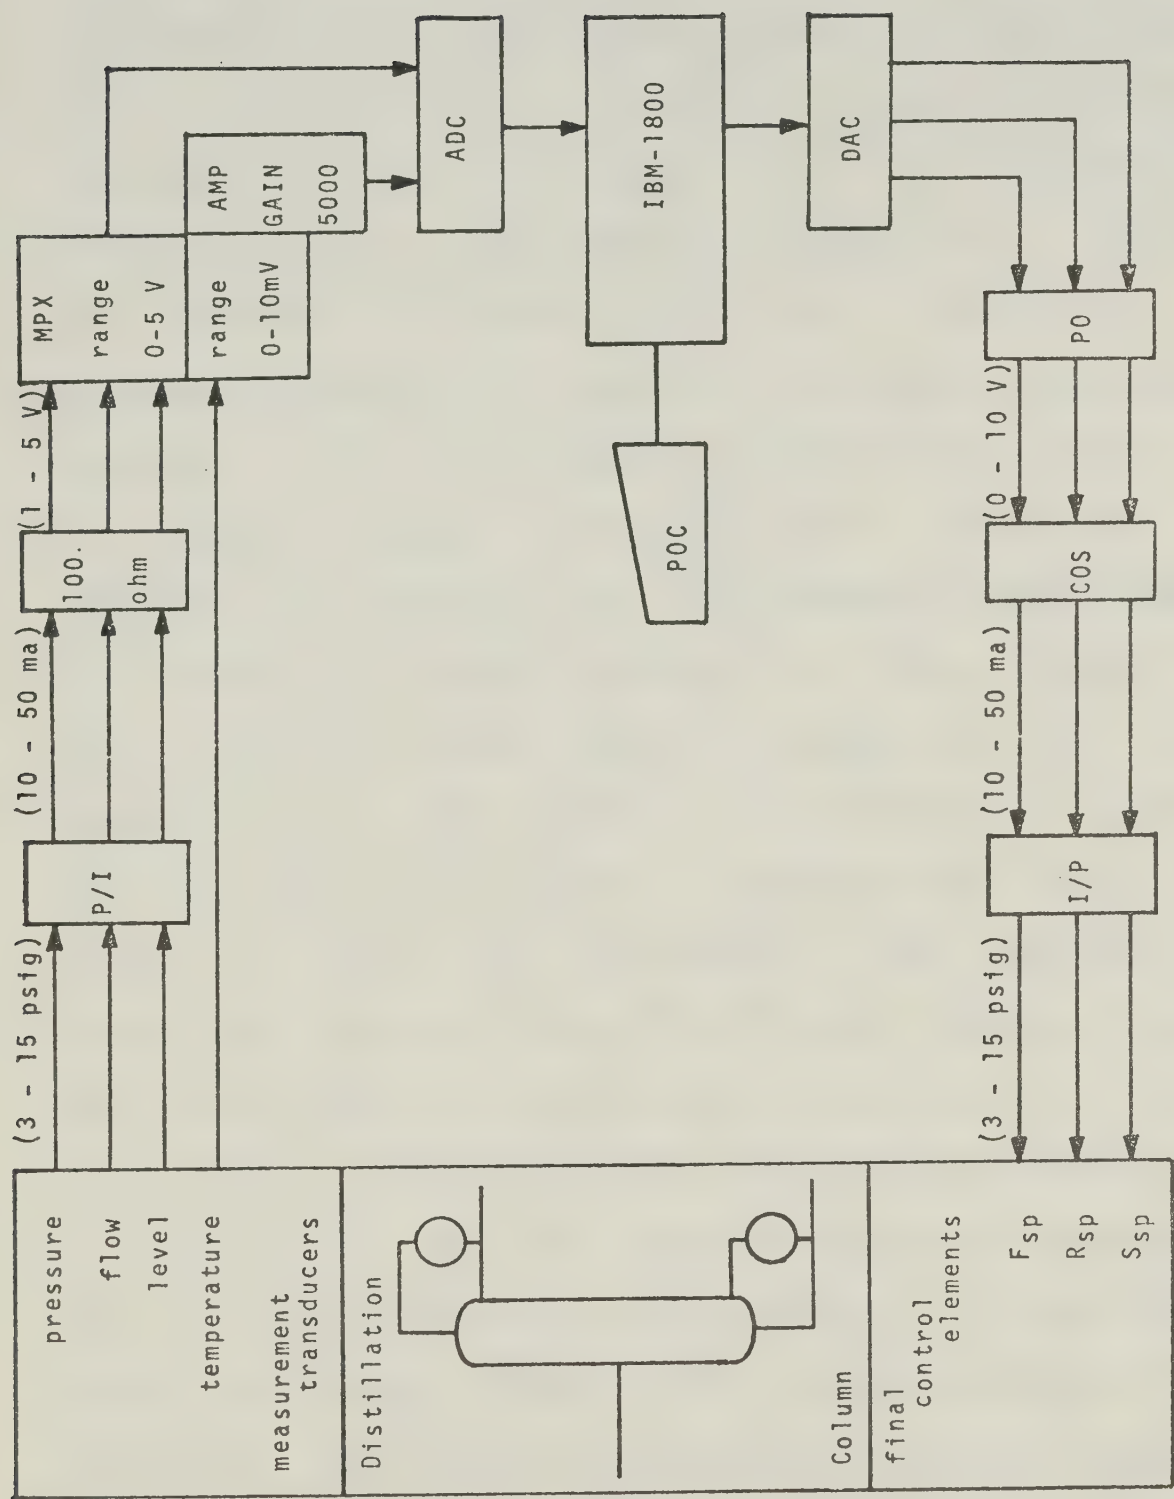 pressure
flow
level
temperature
measurement
transducers
(3 - 15 psig)
P/I
(10 - 50 ma)
100.
ohm
(1 - 5 V)
MPX
range
0-5 V
range
0-10mV
AMP
GAIN
5000
ADC
IBM-1800
POC
DAC
PO
(0 - 10 V)
COS
(10 - 50 ma)
I/P
(3 - 15 psig)
Distillation
Column
final
control
elements
Fsp
Rsp
Ssp